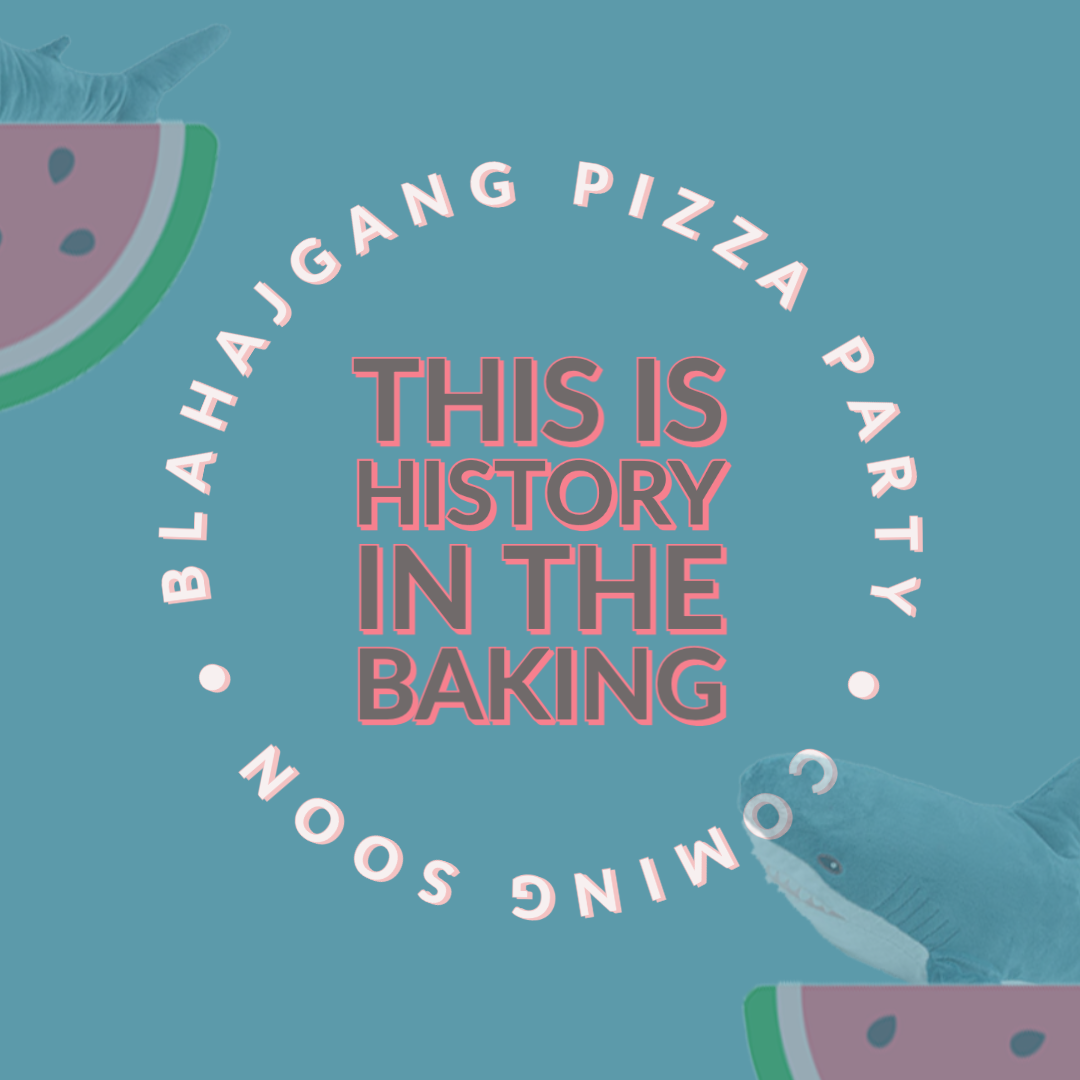 BLAHAJGANG PIZZA PARTY
THIS IS
HISTORY
IN THE
BAKING
• COMING SOON •